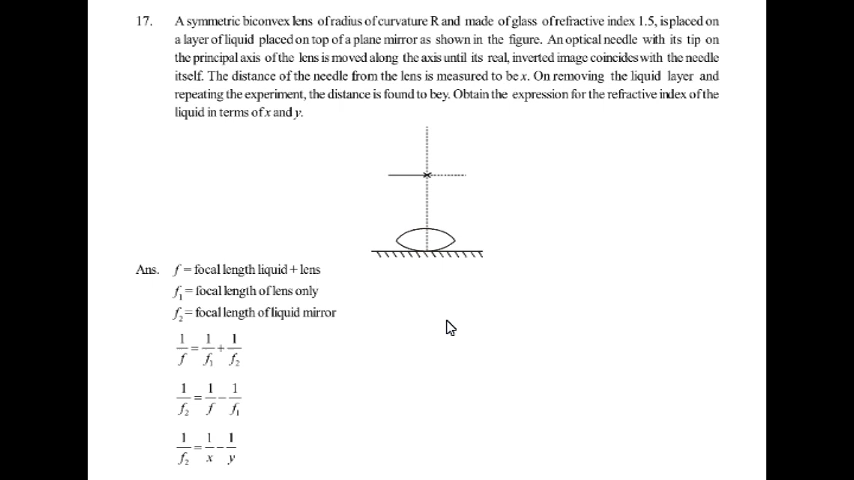 17. A symmetric biconvex lens of radius of curvature R and made of glass of refractive index 1.5, is placed on
a layer of liquid placed on top of a plane mirror as shown in the figure. An optical needle with its tip on
the principal axis of the lens is moved along the axis until its real, inverted image coincides with the needle
itself. The distance of the needle from the lens is measured to be x. On removing the liquid layer and
repeating the experiment, the distance is found to bey. Obtain the expression for the refractive index of the
liquid in terms of x and y.
Ans. f = focal length liquid + lens
f₁ = focal length of lens only
f₂ = focal length of liquid mirror
1/f = 1/f₁ + 1/f₂
1/f₂ = 1/f − 1/f₁
1/f₂ = 1/x − 1/y